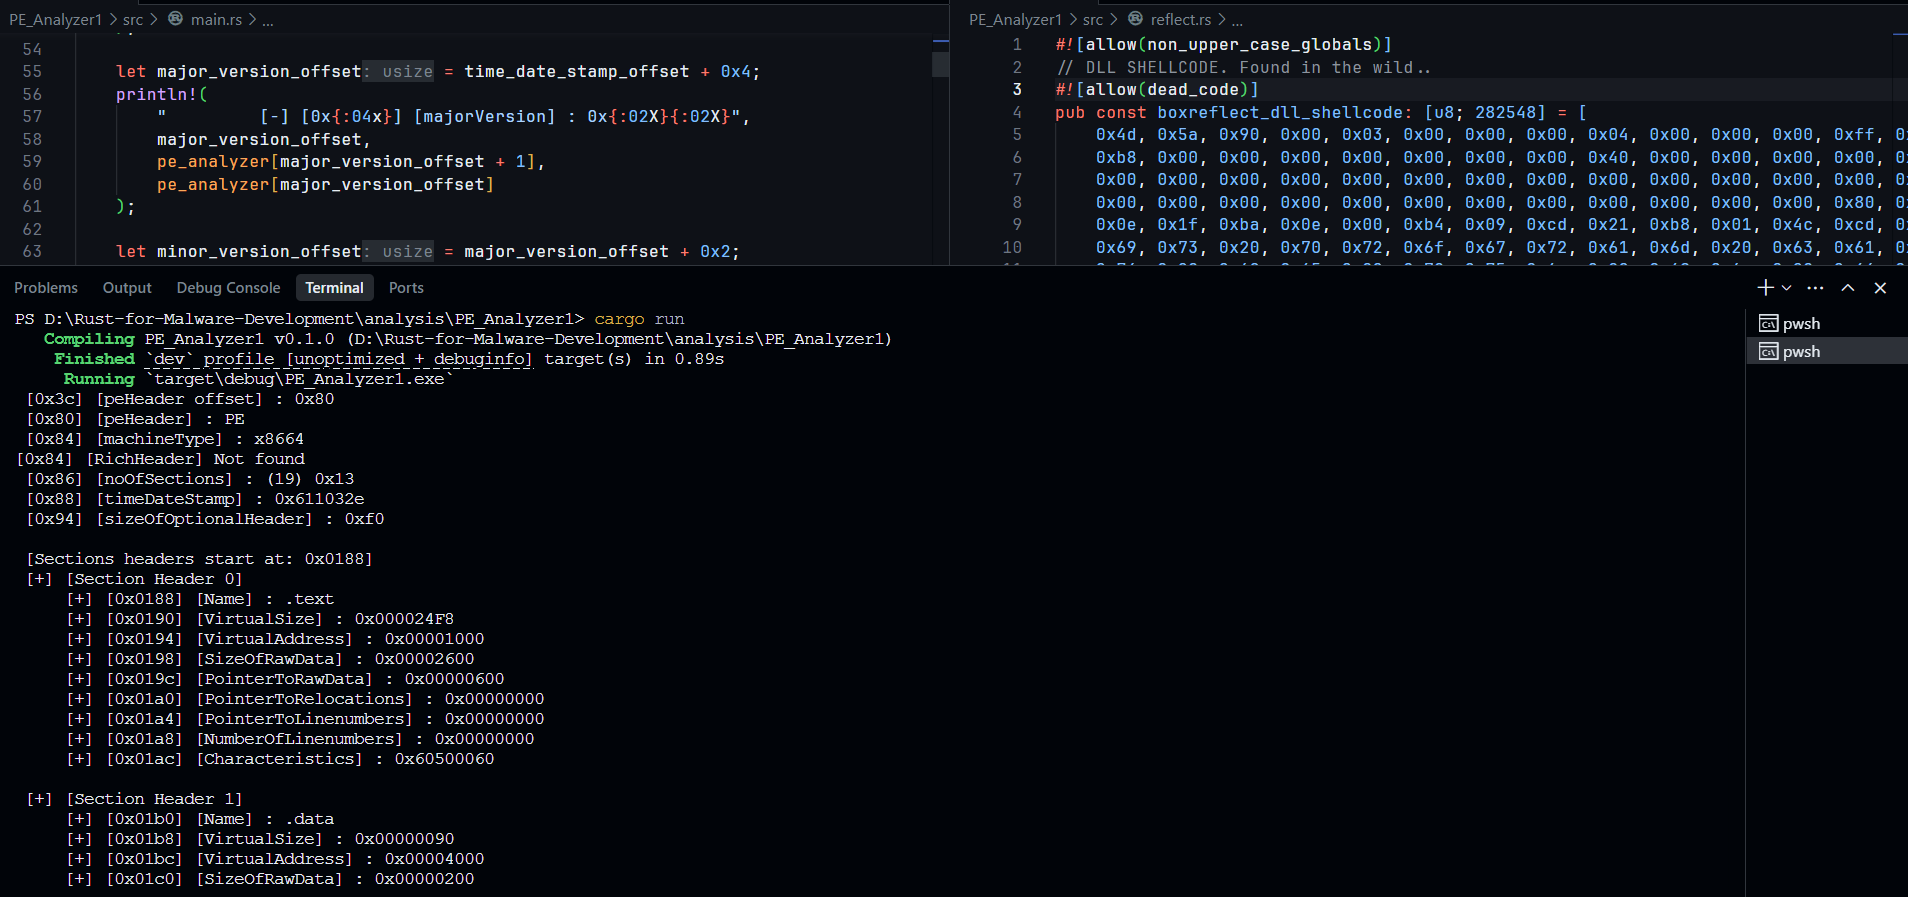 PE_Analyzer1 > src > main.rs > ...
54
55 let major_version_offset: usize = time_date_stamp_offset + 0x4;
56 println!(
57 "          [-] [0x{:04x}] [majorVersion] : 0x{:02X}{:02X}",
58 major_version_offset,
59 pe_analyzer[major_version_offset + 1],
60 pe_analyzer[major_version_offset]
61 );
62
63 let minor_version_offset: usize = major_version_offset + 0x2;
PE_Analyzer1 > src > reflect.rs > ...
1 #![allow(non_upper_case_globals)]
2 // DLL SHELLCODE. Found in the wild..
3 #![allow(dead_code)]
4 pub const boxreflect_dll_shellcode: [u8; 282548] = [
5 0x4d, 0x5a, 0x90, 0x00, 0x03, 0x00, 0x00, 0x00, 0x04, 0x00, 0x00, 0x00, 0xff,
6 0xb8, 0x00, 0x00, 0x00, 0x00, 0x00, 0x00, 0x00, 0x40, 0x00, 0x00, 0x00, 0x00,
7 0x00, 0x00, 0x00, 0x00, 0x00, 0x00, 0x00, 0x00, 0x00, 0x00, 0x00, 0x00, 0x00,
8 0x00, 0x00, 0x00, 0x00, 0x00, 0x00, 0x00, 0x00, 0x00, 0x00, 0x00, 0x00, 0x80,
9 0x0e, 0x1f, 0xba, 0x0e, 0x00, 0xb4, 0x09, 0xcd, 0x21, 0xb8, 0x01, 0x4c, 0xcd,
10 0x69, 0x73, 0x20, 0x70, 0x72, 0x6f, 0x67, 0x72, 0x61, 0x6d, 0x20, 0x63, 0x61,
Problems Output Debug Console Terminal Ports
PS D:\Rust-for-Malware-Development\analysis\PE_Analyzer1> cargo run
Compiling PE_Analyzer1 v0.1.0 (D:\Rust-for-Malware-Development\analysis\PE_Analyzer1)
Finished `dev` profile [unoptimized + debuginfo] target(s) in 0.89s
Running `target\debug\PE_Analyzer1.exe`
[0x3c] [peHeader offset] : 0x80
[0x80] [peHeader] : PE
[0x84] [machineType] : x8664
[0x84] [RichHeader] Not found
[0x86] [noOfSections] : (19) 0x13
[0x88] [timeDateStamp] : 0x611032e
[0x94] [sizeOfOptionalHeader] : 0xf0
[Sections headers start at: 0x0188]
[+] [Section Header 0]
[+] [0x0188] [Name] : .text
[+] [0x0190] [VirtualSize] : 0x000024F8
[+] [0x0194] [VirtualAddress] : 0x00001000
[+] [0x0198] [SizeOfRawData] : 0x00002600
[+] [0x019c] [PointerToRawData] : 0x00000600
[+] [0x01a0] [PointerToRelocations] : 0x00000000
[+] [0x01a4] [PointerToLinenumbers] : 0x00000000
[+] [0x01a8] [NumberOfLinenumbers] : 0x00000000
[+] [0x01ac] [Characteristics] : 0x60500060
[+] [Section Header 1]
[+] [0x01b0] [Name] : .data
[+] [0x01b8] [VirtualSize] : 0x00000090
[+] [0x01bc] [VirtualAddress] : 0x00004000
[+] [0x01c0] [SizeOfRawData] : 0x00000200
pwsh
pwsh